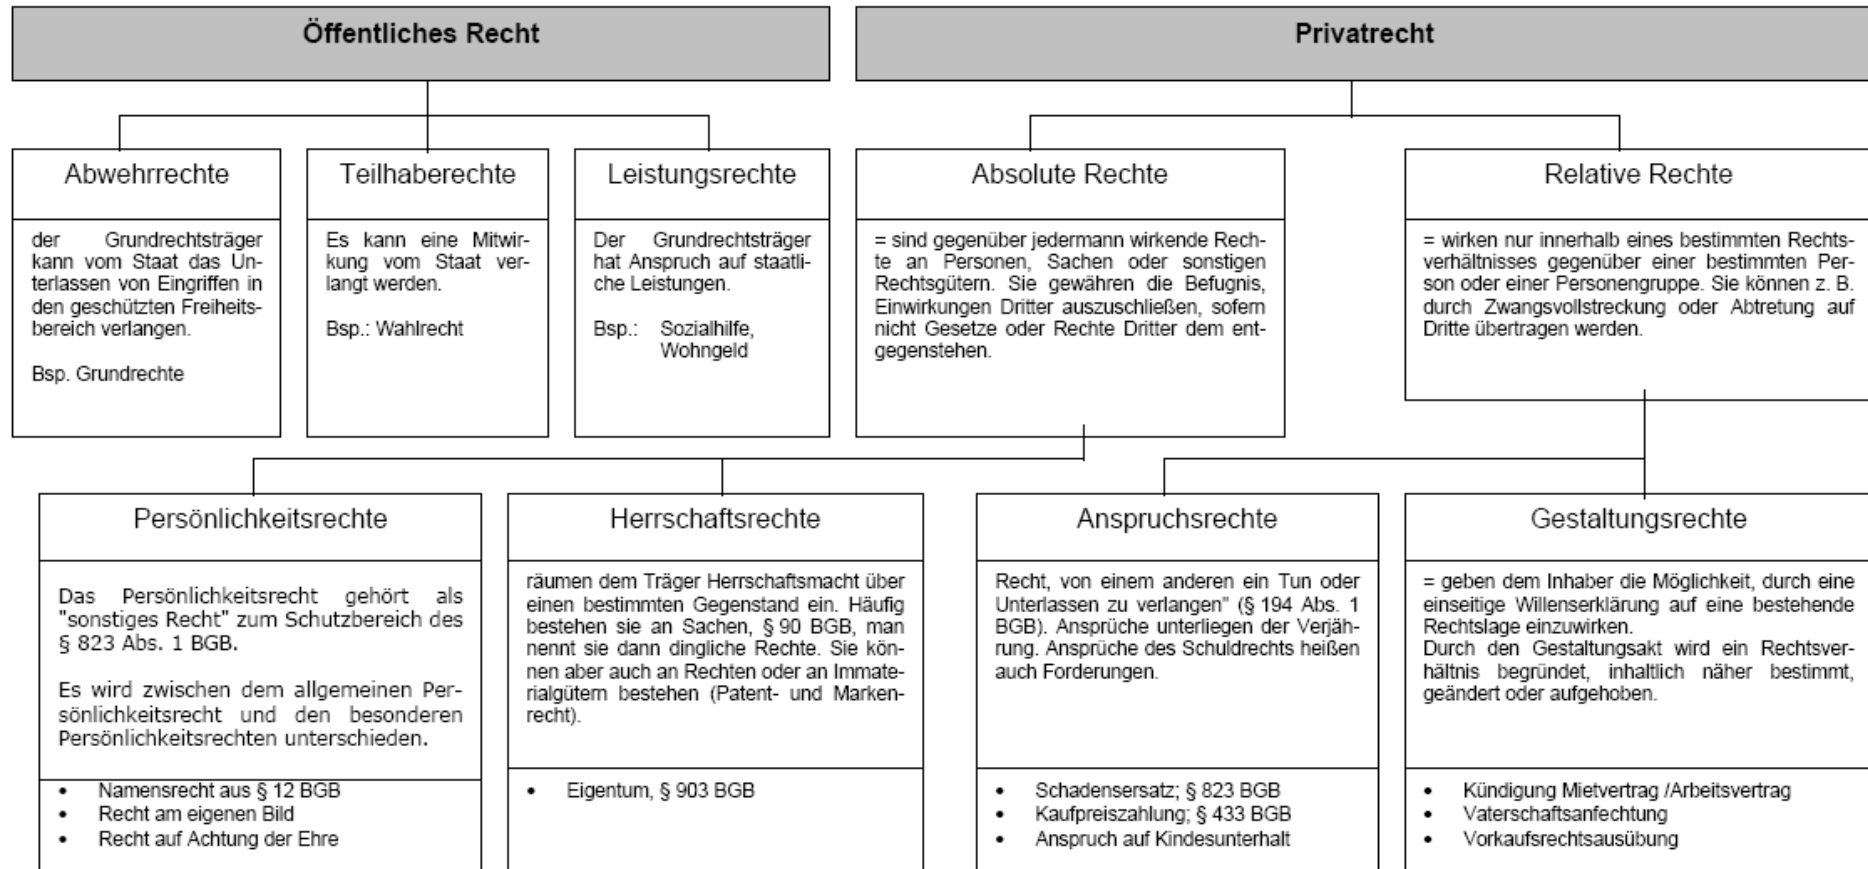 Öffentliches Recht
Privatrecht
Abwehrrechte
der Grundrechtsträger
kann vom Staat das Un-
terlassen von Eingriffen in
den geschützten Freiheits-
bereich verlangen.
Bsp. Grundrechte
Teilhaberechte
Es kann eine Mitwir-
kung vom Staat ver-
langt werden.
Bsp.: Wahlrecht
Leistungsrechte
Der Grundrechtsträger
hat Anspruch auf staatli-
che Leistungen.
Bsp.: Sozialhilfe,
Wohngeld
Absolute Rechte
= sind gegenüber jedermann wirkende Rech-
te an Personen, Sachen oder sonstigen
Rechtsgütern. Sie gewähren die Befugnis,
Einwirkungen Dritter auszuschließen, sofern
nicht Gesetze oder Rechte Dritter dem ent-
gegenstehen.
Relative Rechte
= wirken nur innerhalb eines bestimmten Rechts-
verhältnisses gegenüber einer bestimmten Per-
son oder einer Personengruppe. Sie können z. B.
durch Zwangsvollstreckung oder Abtretung auf
Dritte übertragen werden.
Persönlichkeitsrechte
Das Persönlichkeitsrecht gehört als
"sonstiges Recht" zum Schutzbereich des
§ 823 Abs. 1 BGB.
Es wird zwischen dem allgemeinen Per-
sönlichkeitsrecht und den besonderen
Persönlichkeitsrechten unterschieden.
• Namensrecht aus § 12 BGB
• Recht am eigenen Bild
• Recht auf Achtung der Ehre
Herrschaftsrechte
räumen dem Träger Herrschaftsmacht über
einen bestimmten Gegenstand ein. Häufig
bestehen sie an Sachen, § 90 BGB, man
nennt sie dann dingliche Rechte. Sie kön-
nen aber auch an Rechten oder an Immate-
rialgütern bestehen (Patent- und Marken-
recht).
• Eigentum, § 903 BGB
Anspruchsrechte
Recht, von einem anderen ein Tun oder
Unterlassen zu verlangen" (§ 194 Abs. 1
BGB). Ansprüche unterliegen der Verjäh-
rung. Ansprüche des Schuldrechts heißen
auch Forderungen.
• Schadensersatz; § 823 BGB
• Kaufpreiszahlung; § 433 BGB
• Anspruch auf Kindesunterhalt
Gestaltungsrechte
= geben dem Inhaber die Möglichkeit, durch eine
einseitige Willenserklärung auf eine bestehende
Rechtslage einzuwirken.
Durch den Gestaltungsakt wird ein Rechtsver-
hältnis begründet, inhaltlich näher bestimmt,
geändert oder aufgehoben.
• Kündigung Mietvertrag /Arbeitsvertrag
• Vaterschaftsanfechtung
• Vorkaufsrechtsausübung